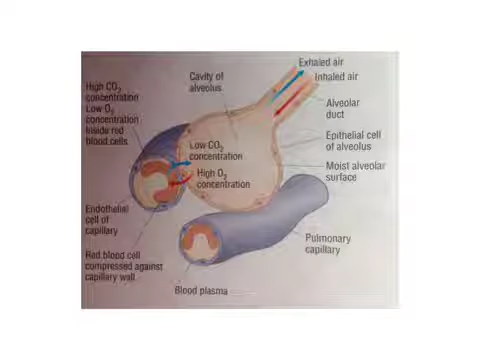 Exhaled air
Inhaled air
Cavity of
alveolus
High CO2
concentration
Low O2
concentration
inside red
blood cells
Alveolar
duct
Epithelial cell
of alveolus
Low CO2
concentration
Moist alveolar
surface
High O2
concentration
Endothelial
cell of
capillary
Pulmonary
capillary
Red blood cell
compressed against
capillary wall
Blood plasma